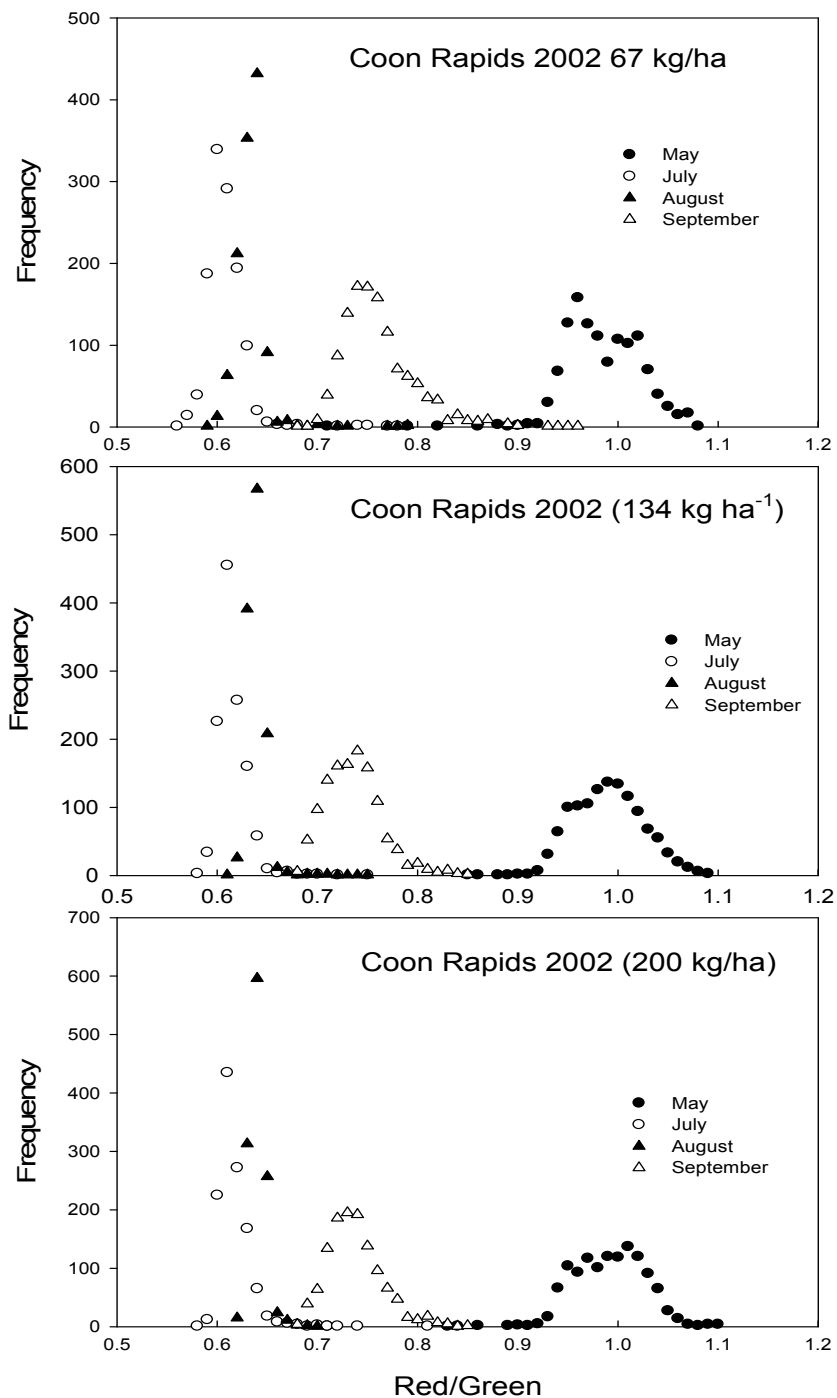 Coon Rapids 2002 67 kg/ha
May
July
August
September
Frequency
500
400
300
200
100
0
0.5 0.6 0.7 0.8 0.9 1.0 1.1 1.2
Coon Rapids 2002 (134 kg ha⁻¹)
May
July
August
September
Frequency
600
500
400
300
200
100
0
0.5 0.6 0.7 0.8 0.9 1.0 1.1 1.2
Coon Rapids 2002 (200 kg/ha)
May
July
August
September
Frequency
700
600
500
400
300
200
100
0
0.5 0.6 0.7 0.8 0.9 1.0 1.1 1.2
Red/Green